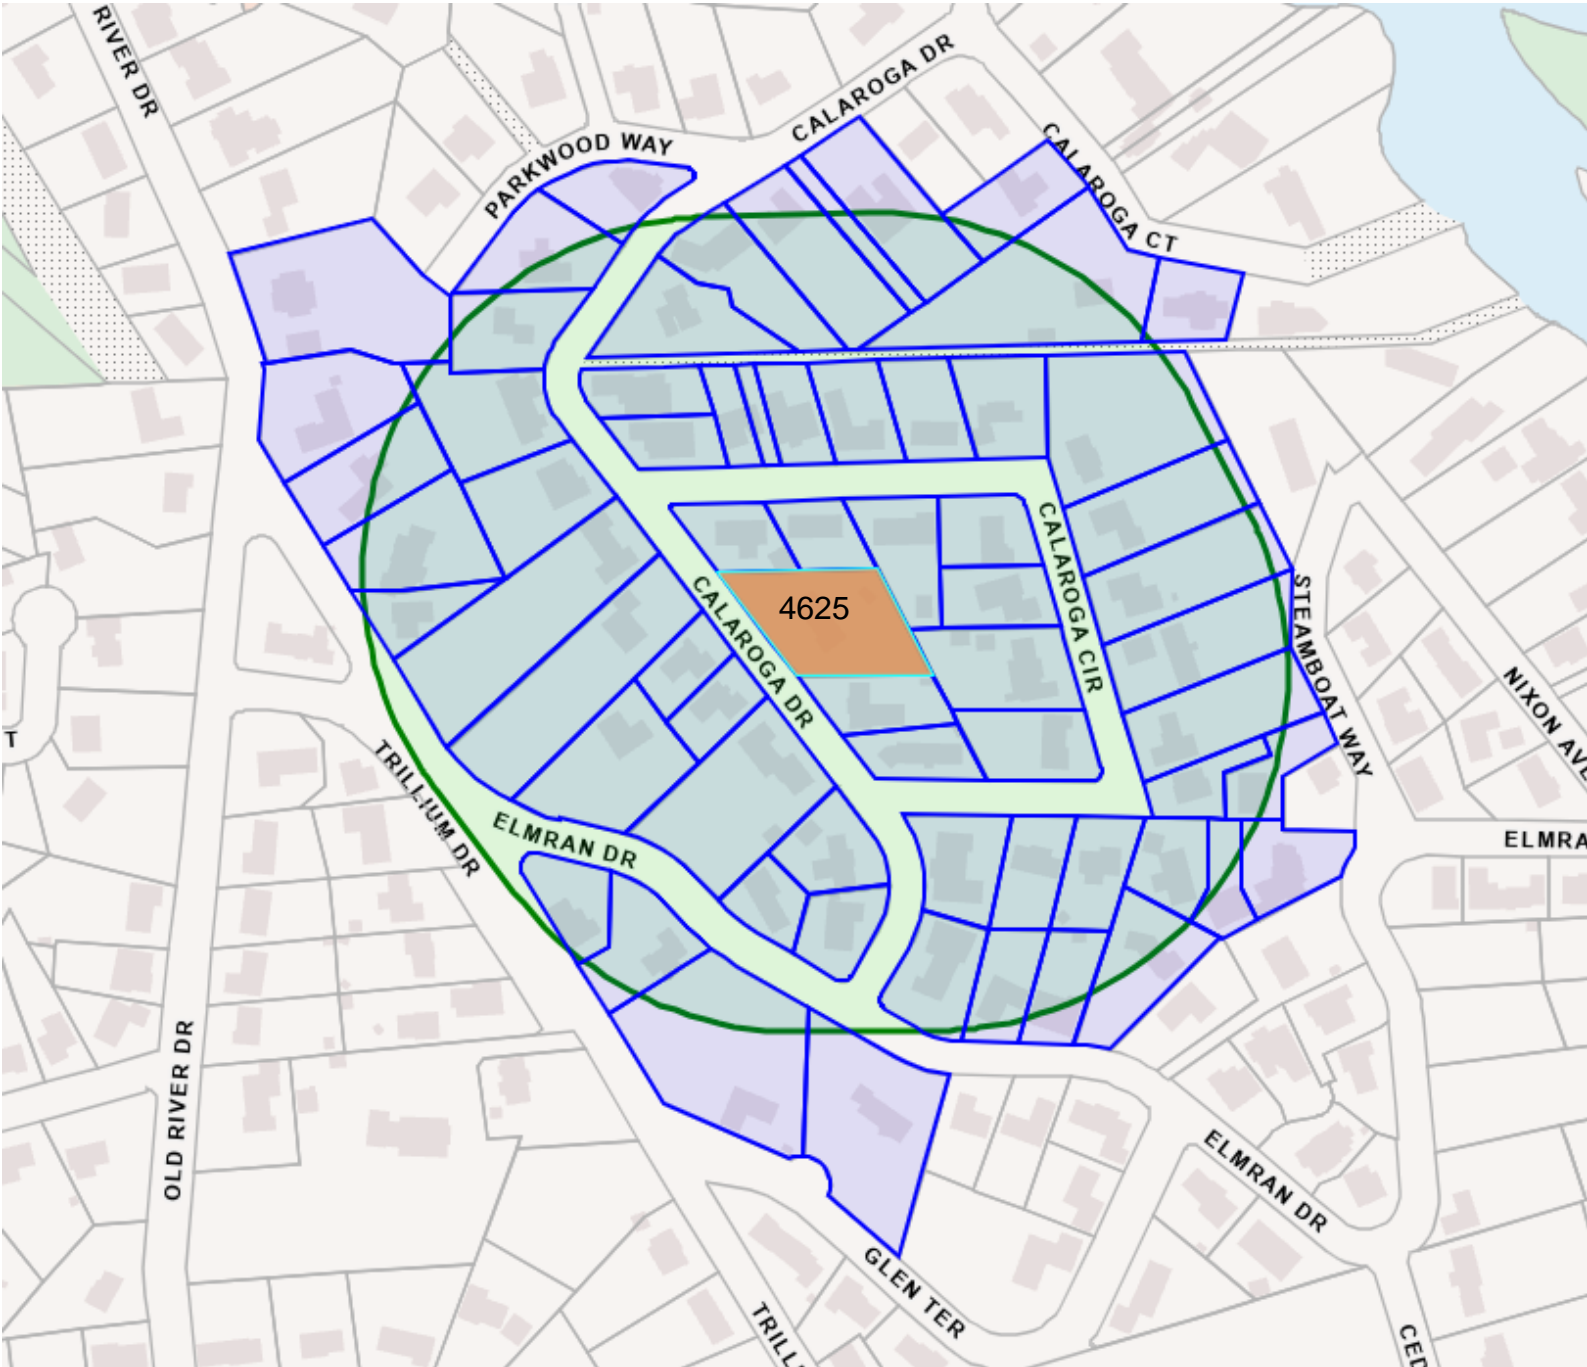 RIVER DR
CALAROGA DR
PARKWOOD WAY
CALAROGA CT
CALAROGA CIR
4625
CALAROGA DR
STEAMBOAT WAY
NIXON AVE
T
TRILLIUM DR
ELMRAN DR
ELMRA
OLD RIVER DR
ELMRAN DR
GLEN TER
TRILL
CED